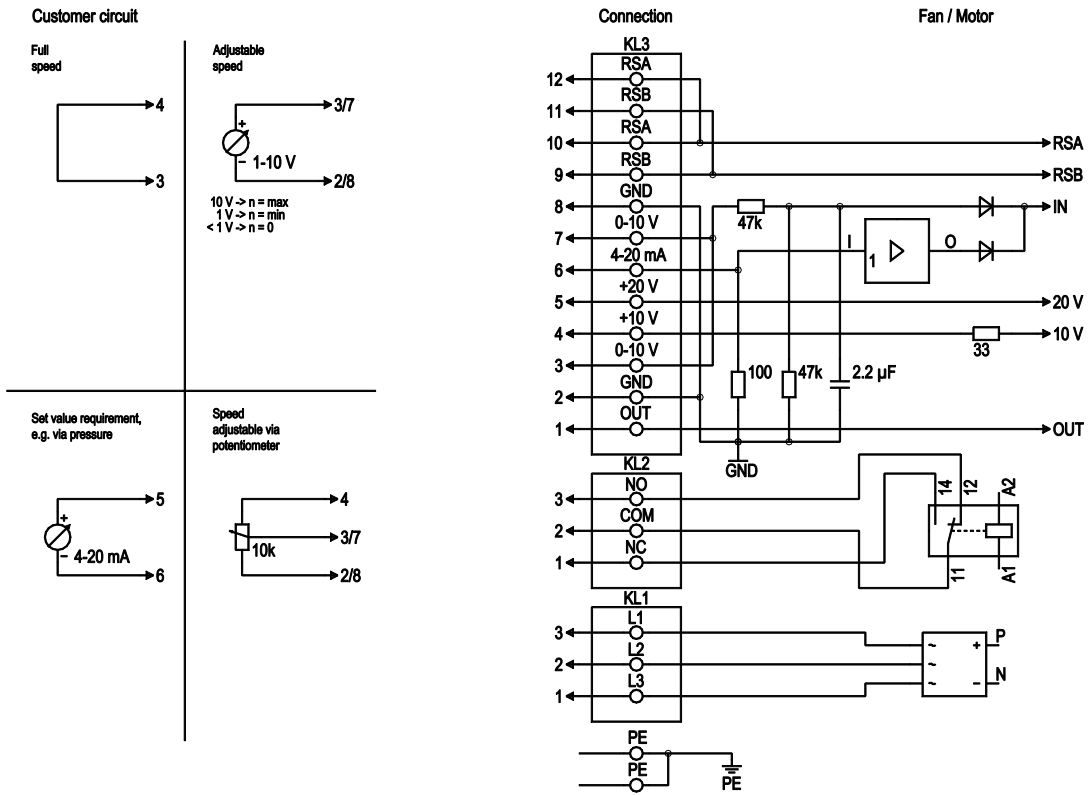 Customer circuit
Full
speed
4
3
Adjustable
speed
3/7
+
–
1-10 V
2/8
10 V -> n = max
1 V -> n = min
< 1 V -> n = 0
Set value requirement,
e.g. via pressure
5
+
–
4-20 mA
6
Speed
adjustable via
potentiometer
4
3/7
10k
2/8
Connection
Fan / Motor
KL3
RSA
12
RSB
11
RSA
10
RSA
RSB
9
RSB
GND
8
IN
47k
0-10 V
7
I
1
O
4-20 mA
6
+20 V
5
20 V
+10 V
4
10 V
33
0-10 V
3
100
47k
2.2 µF
GND
2
OUT
1
OUT
GND
KL2
NO
3
COM
2
NC
1
14
12
A2
11
A1
KL1
L1
3
L2
2
L3
1
~
~
~
+
–
P
N
PE
PE
PE